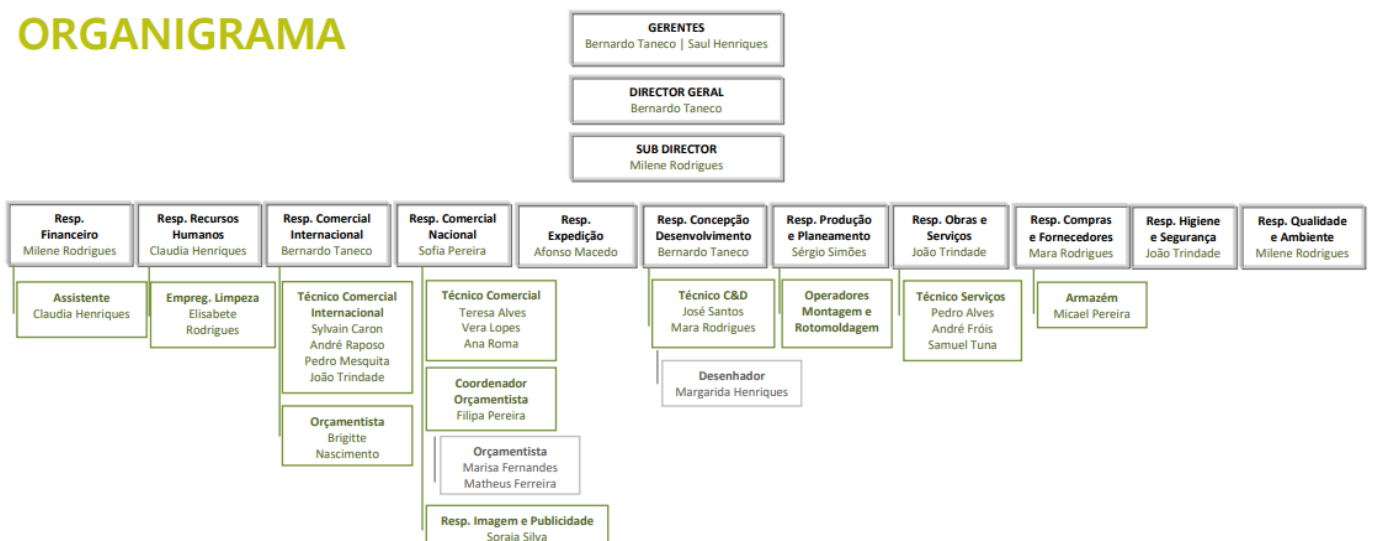 ORGANIGRAMA
GERENTES
Bernardo Taneco | Saul Henriques
DIRECTOR GERAL
Bernardo Taneco
SUB DIRECTOR
Milene Rodrigues
Resp.
Financeiro
Milene Rodrigues
Resp. Recursos
Humanos
Claudia Henriques
Resp. Comercial
Internacional
Bernardo Taneco
Resp. Comercial
Nacional
Sofia Pereira
Resp.
Expedição
Afonso Macedo
Resp. Concepção
Desenvolvimento
Bernardo Taneco
Resp. Produção
e Planeamento
Sérgio Simões
Resp. Obras e
Serviços
João Trindade
Resp. Compras
e Fornecedores
Mara Rodrigues
Resp. Higiene
e Segurança
João Trindade
Resp. Qualidade
e Ambiente
Milene Rodrigues
Assistente
Claudia Henriques
Empreg. Limpeza
Elisabete
Rodrigues
Técnico Comercial
Internacional
Sylvain Caron
André Raposo
Pedro Mesquita
João Trindade
Orçamentista
Brigitte
Nascimento
Técnico Comercial
Teresa Alves
Vera Lopes
Ana Roma
Coordenador
Orçamentista
Filipa Pereira
Orçamentista
Marisa Fernandes
Matheus Ferreira
Resp. Imagem e Publicidade
Soraia Silva
Técnico C&D
José Santos
Mara Rodrigues
Desenhador
Margarida Henriques
Operadores
Montagem e
Rotomoldagem
Técnico Serviços
Pedro Alves
André Fróis
Samuel Tuna
Armazém
Micael Pereira